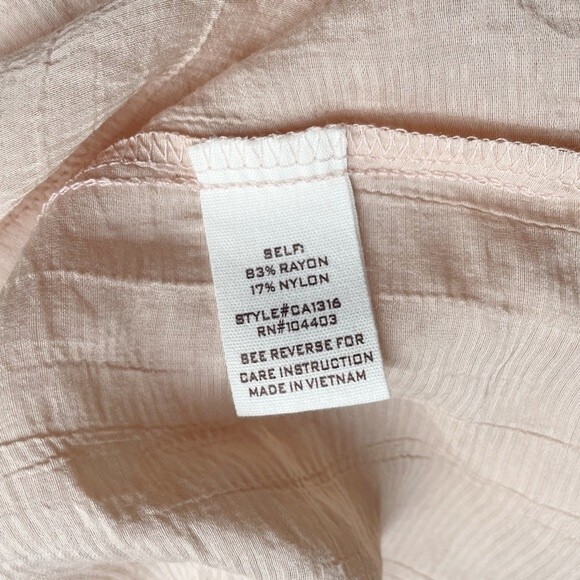 SELF:
83% RAYON
17% NYLON
STYLE#CA1316
RN#104403
SEE REVERSE FOR
CARE INSTRUCTION
MADE IN VIETNAM